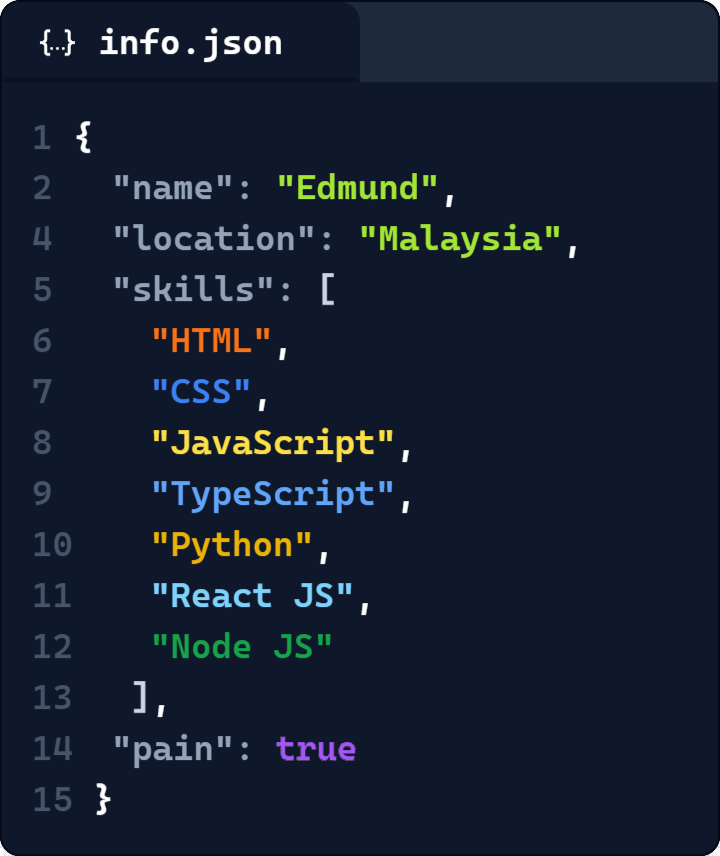 {...} info.json
1 {
2   "name": "Edmund",
4   "location": "Malaysia",
5   "skills": [
6     "HTML",
7     "CSS",
8     "JavaScript",
9     "TypeScript",
10    "Python",
11    "React JS",
12    "Node JS"
13   ],
14  "pain": true
15 }